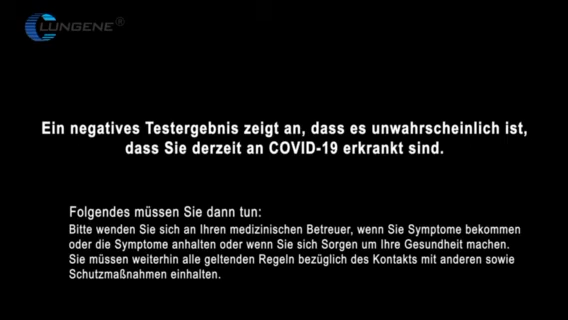 CLUNGENE®
Ein negatives Testergebnis zeigt an, dass es unwahrscheinlich ist,
dass Sie derzeit an COVID-19 erkrankt sind.
Folgendes müssen Sie dann tun:
Bitte wenden Sie sich an Ihren medizinischen Betreuer, wenn Sie Symptome bekommen
oder die Symptome anhalten oder wenn Sie sich Sorgen um Ihre Gesundheit machen.
Sie müssen weiterhin alle geltenden Regeln bezüglich des Kontakts mit anderen sowie
Schutzmaßnahmen einhalten.